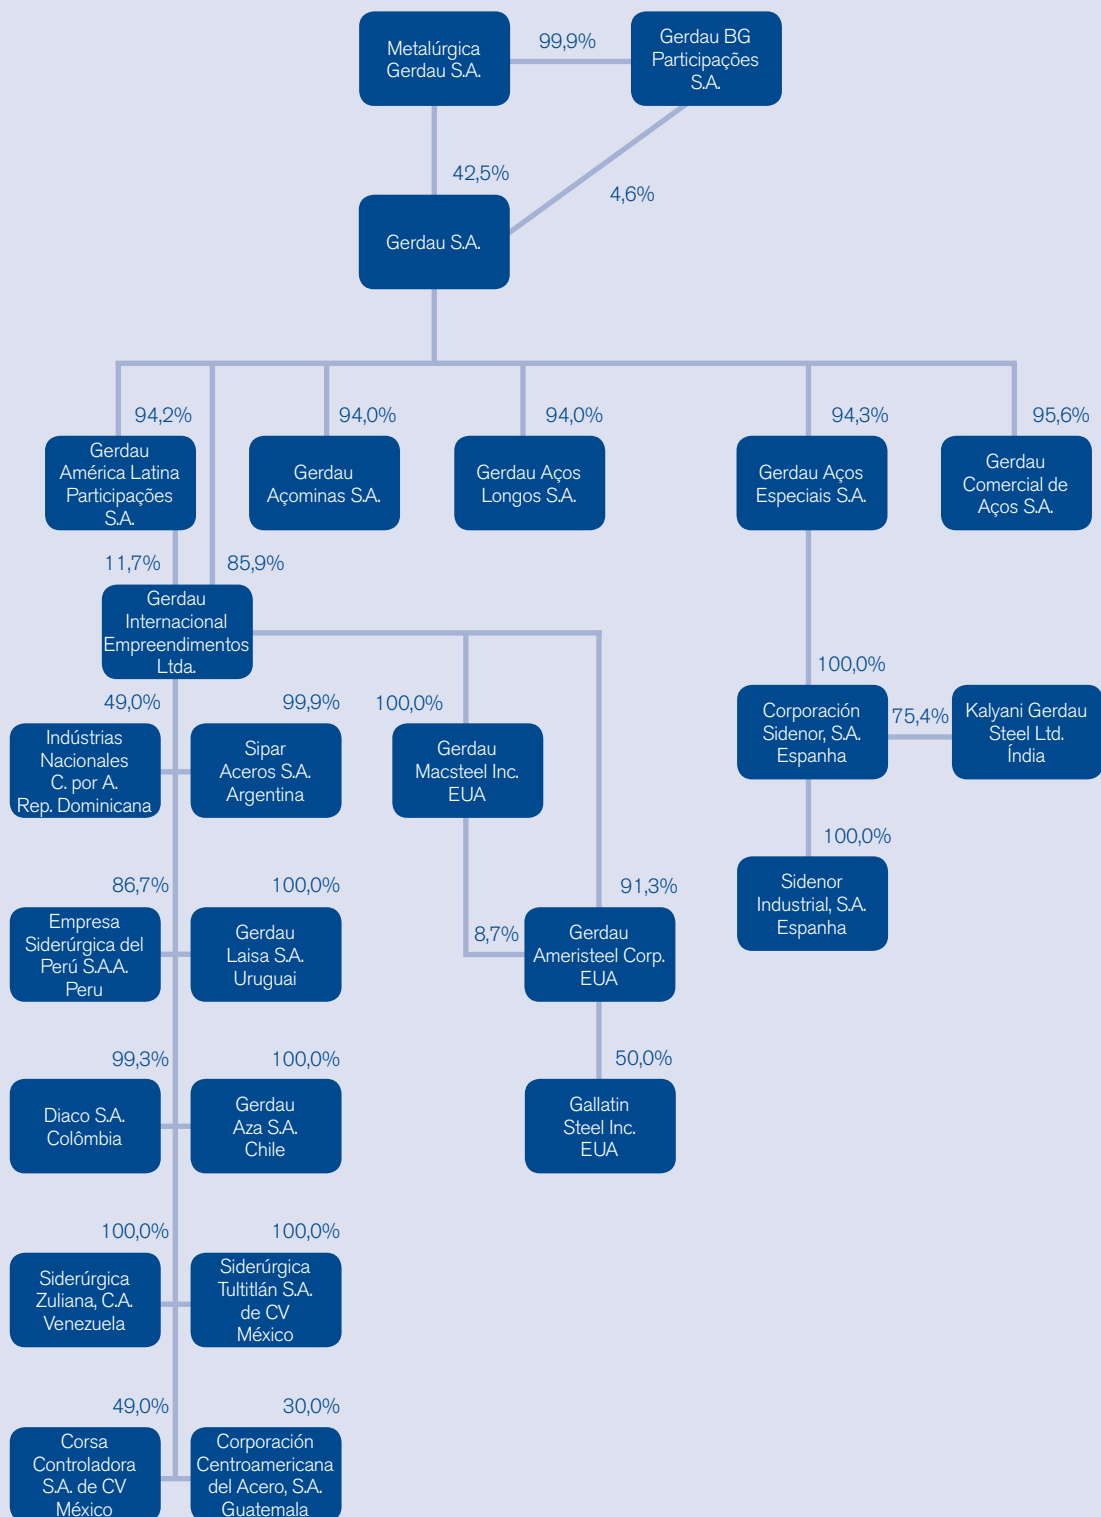 Metalúrgica
Gerdau S.A.
99,9%
Gerdau BG
Participações
S.A.
42,5%
4,6%
Gerdau S.A.
94,2%
94,0%
94,0%
94,3%
95,6%
Gerdau
América Latina
Participações
S.A.
Gerdau
Açominas S.A.
Gerdau Aços
Longos S.A.
Gerdau Aços
Especiais S.A.
Gerdau
Comercial de
Aços S.A.
11,7%
85,9%
Gerdau
Internacional
Empreendimentos
Ltda.
49,0%
99,9%
100,0%
100,0%
Indústrias
Nacionales
C. por A.
Rep. Dominicana
Sipar
Aceros S.A.
Argentina
Gerdau
Macsteel Inc.
EUA
Corporación
Sidenor, S.A.
Espanha
75,4%
Kalyani Gerdau
Steel Ltd.
Índia
100,0%
Sidenor
Industrial, S.A.
Espanha
86,7%
100,0%
91,3%
Empresa
Siderúrgica del
Perú S.A.A.
Peru
Gerdau
Laisa S.A.
Uruguai
8,7%
Gerdau
Ameristeel Corp.
EUA
99,3%
100,0%
50,0%
Diaco S.A.
Colômbia
Gerdau
Aza S.A.
Chile
Gallatin
Steel Inc.
EUA
100,0%
100,0%
Siderúrgica
Zuliana, C.A.
Venezuela
Siderúrgica
Tultitlán S.A.
de CV
México
49,0%
30,0%
Corsa
Controladora
S.A. de CV
México
Corporación
Centroamericana
del Acero, S.A.
Guatemala